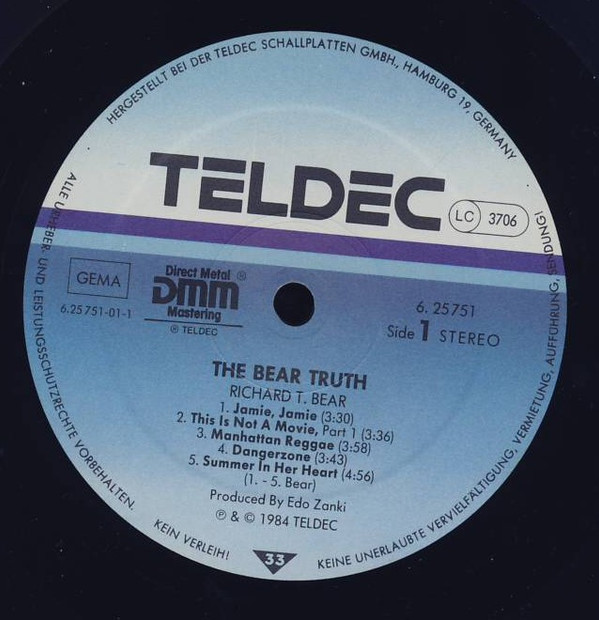 HERGESTELLT BEI DER TELDEC SCHALLPLATTEN GMBH., HAMBURG 19, GERMANY
TELDEC
LC 3706
ALLE URHEBER- UND LEISTUNGSSCHUTZRECHTE VORBEHALTEN.
GEMA
6.25751-01-1
Direct Metal ®
DMM
Mastering
® TELDEC
6.25751
Side 1 STEREO
THE BEAR TRUTH
RICHARD T. BEAR
1. Jamie, Jamie (3:30)
2. This Is Not A Movie, Part 1 (3:36)
3. Manhattan Reggae (3:58)
4. Dangerzone (3:43)
5. Summer In Her Heart (4:56)
(1. - 5. Bear)
Produced By Edo Zanki
℗ & © 1984 TELDEC
KEIN VERLEIH!
33
KEINE UNERLAUBTE VERVIELFÄLTIGUNG, VERMIETUNG, AUFFÜHRUNG, SENDUNG!